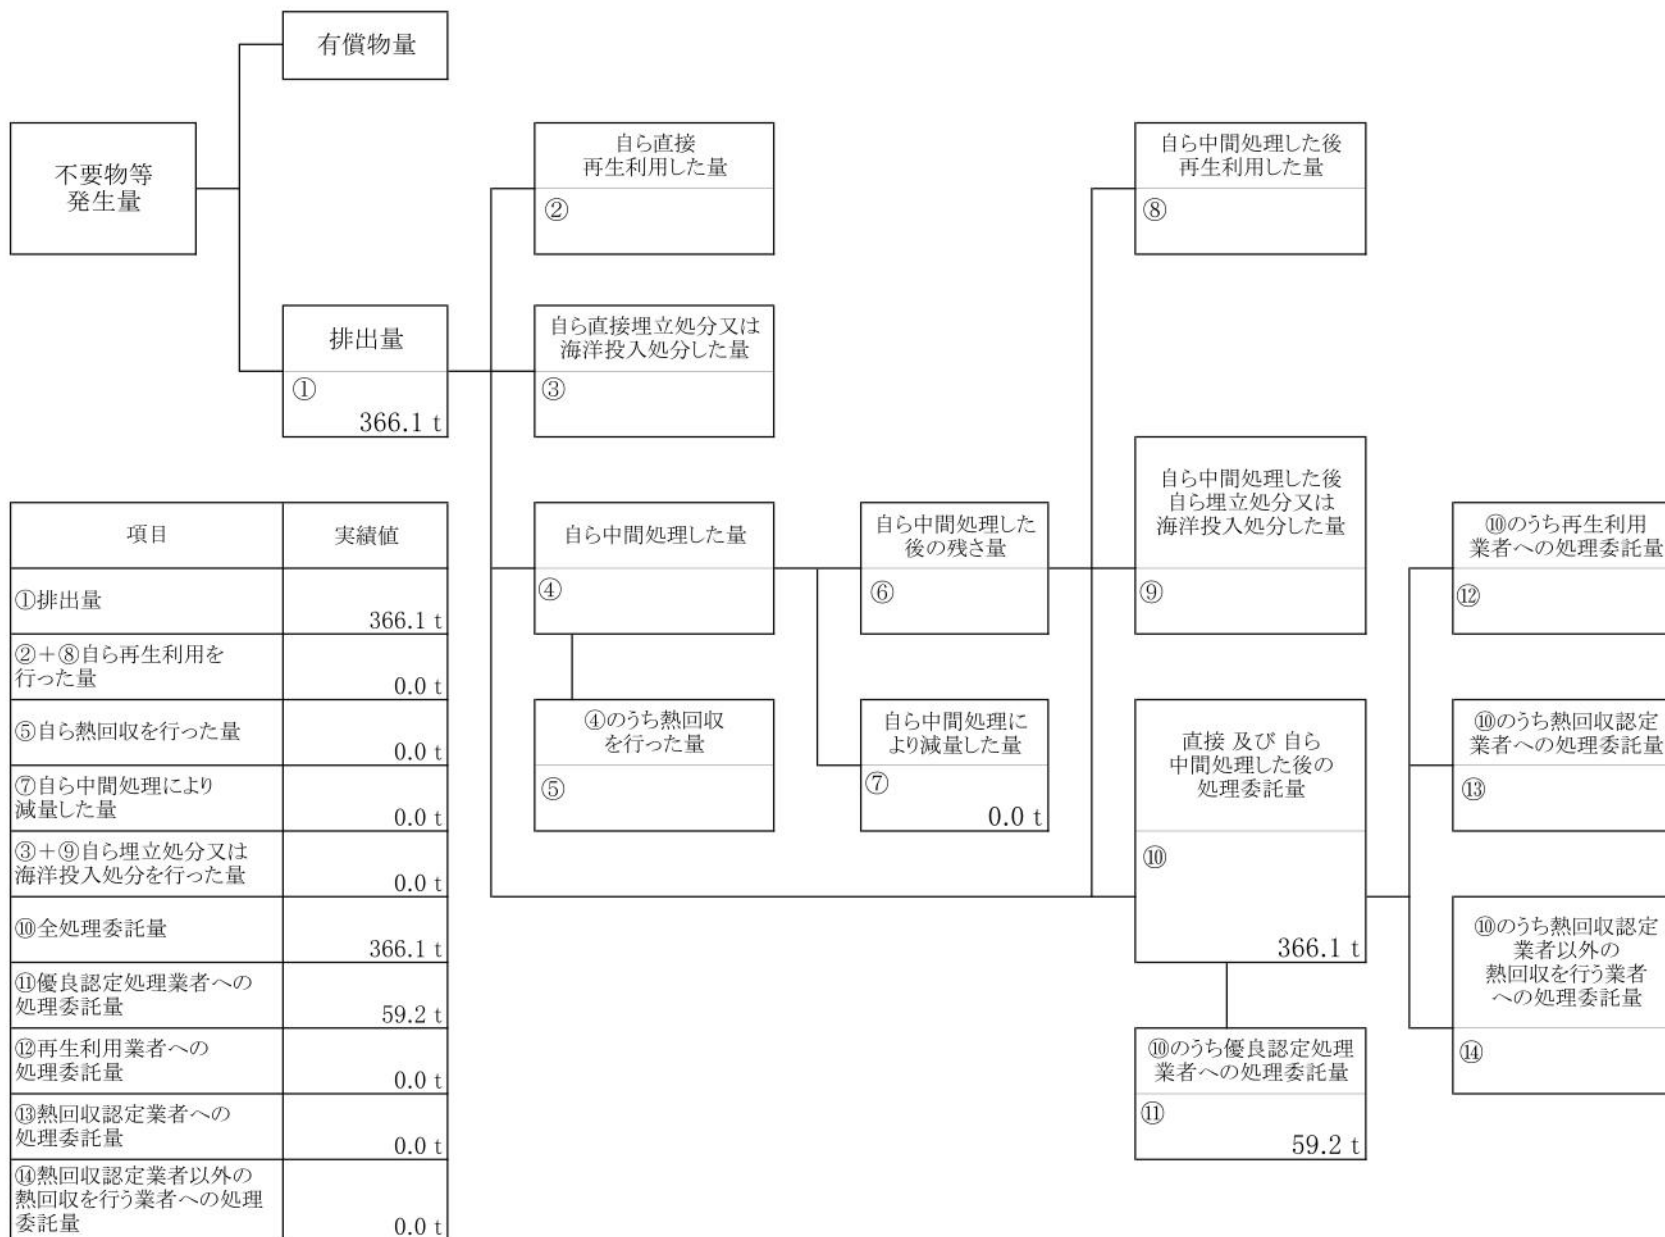 有償物量
不要物等
発生量
排出量
①
366.1 t
自ら直接
再生利用した量
②
自ら直接埋立処分又は
海洋投入処分した量
③
自ら中間処理した量
④
④のうち熱回収
を行った量
⑤
自ら中間処理した
後の残さ量
⑥
自ら中間処理に
より減量した量
⑦
0.0 t
自ら中間処理した後
再生利用した量
⑧
自ら中間処理した後
自ら埋立処分又は
海洋投入処分した量
⑨
直接 及び 自ら
中間処理した後の
処理委託量
⑩
366.1 t
⑩のうち優良認定処理
業者への処理委託量
⑪
59.2 t
⑩のうち再生利用
業者への処理委託量
⑫
⑩のうち熱回収認定
業者への処理委託量
⑬
⑩のうち熱回収認定
業者以外の
熱回収を行う業者
への処理委託量
⑭
項目 実績値
①排出量
366.1 t
②+⑧自ら再生利用を
行った量
0.0 t
⑤自ら熱回収を行った量
0.0 t
⑦自ら中間処理により
減量した量
0.0 t
③+⑨自ら埋立処分又は
海洋投入処分を行った量
0.0 t
⑩全処理委託量
366.1 t
⑪優良認定処理業者への
処理委託量
59.2 t
⑫再生利用業者への
処理委託量
0.0 t
⑬熱回収認定業者への
処理委託量
0.0 t
⑭熱回収認定業者以外の
熱回収を行う業者への処理
委託量
0.0 t